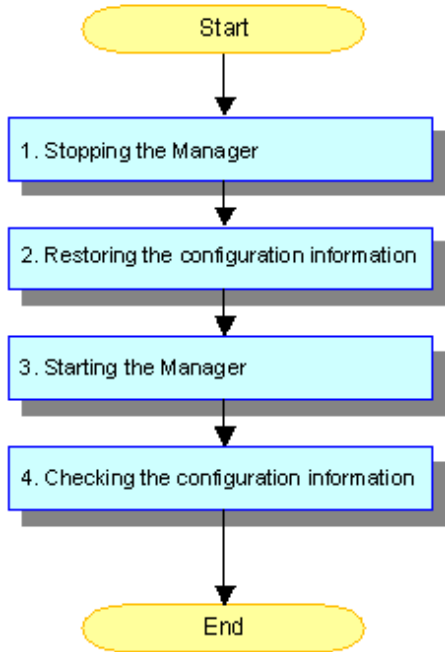 Start
1. Stopping the Manager
2. Restoring the configuration information
3. Starting the Manager
4. Checking the configuration information
End